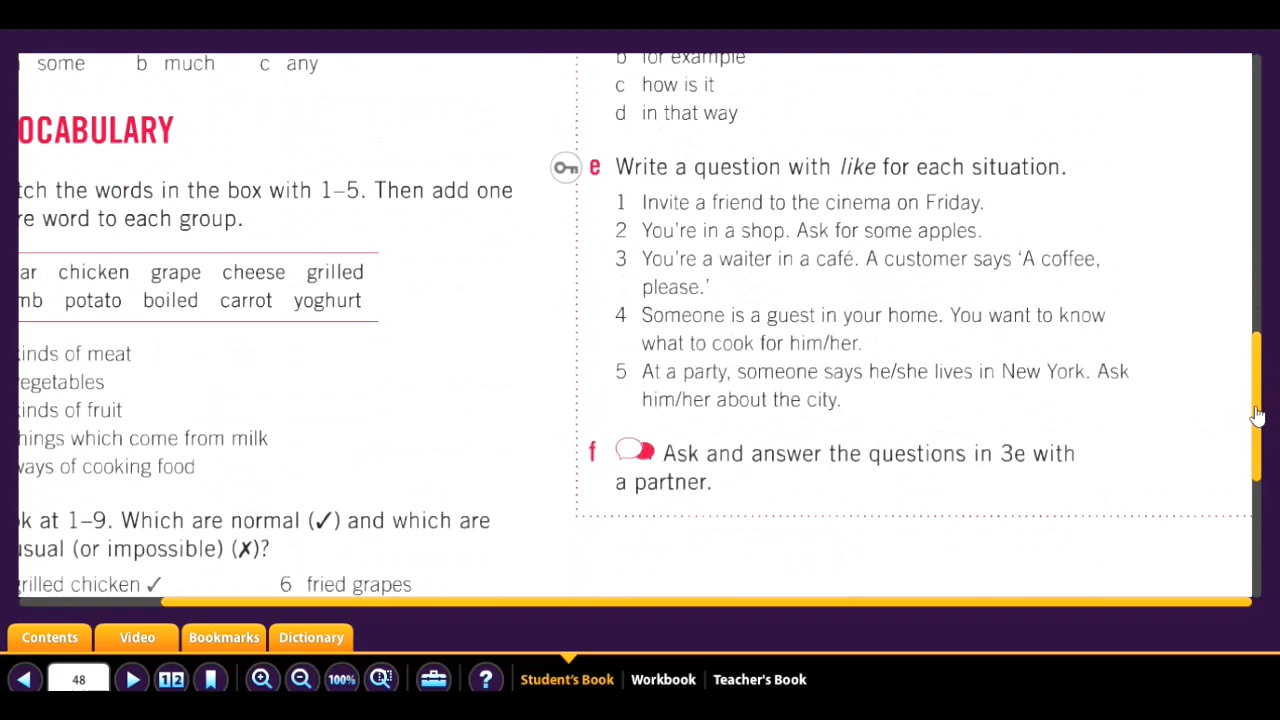 some b much c any
OCABULARY
tch the words in the box with 1–5. Then add one
re word to each group.
ar chicken grape cheese grilled
mb potato boiled carrot yoghurt
kinds of meat
vegetables
kinds of fruit
things which come from milk
ways of cooking food
k at 1–9. Which are normal (✓) and which are
usual (or impossible) (✗)?
grilled chicken ✓ 6 fried grapes
b for example
c how is it
d in that way
e Write a question with like for each situation.
1 Invite a friend to the cinema on Friday.
2 You're in a shop. Ask for some apples.
3 You're a waiter in a café. A customer says 'A coffee,
please.'
4 Someone is a guest in your home. You want to know
what to cook for him/her.
5 At a party, someone says he/she lives in New York. Ask
him/her about the city.
f Ask and answer the questions in 3e with
a partner.
Contents Video Bookmarks Dictionary
48 1 2 100% ? Student's Book Workbook Teacher's Book